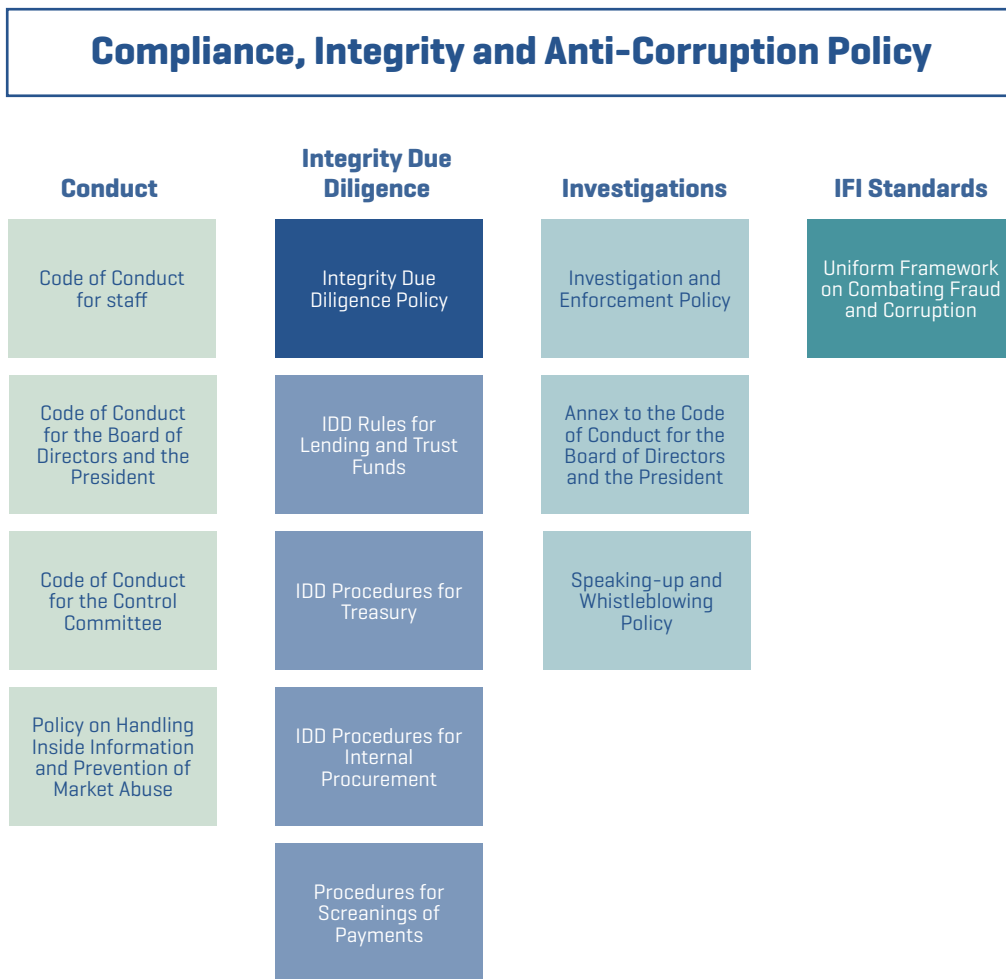 Compliance, Integrity and Anti-Corruption Policy
Conduct
Code of Conduct
for staff
Code of Conduct
for the Board of
Directors and the
President
Code of Conduct
for the Control
Committee
Policy on Handling
Inside Information
and Prevention of
Market Abuse
Integrity Due
Diligence
Integrity Due
Diligence Policy
IDD Rules for
Lending and Trust
Funds
IDD Procedures for
Treasury
IDD Procedures for
Internal
Procurement
Procedures for
Screanings of
Payments
Investigations
Investigation and
Enforcement Policy
Annex to the Code
of Conduct for the
Board of Directors
and the President
Speaking-up and
Whistleblowing
Policy
IFI Standards
Uniform Framework
on Combating Fraud
and Corruption